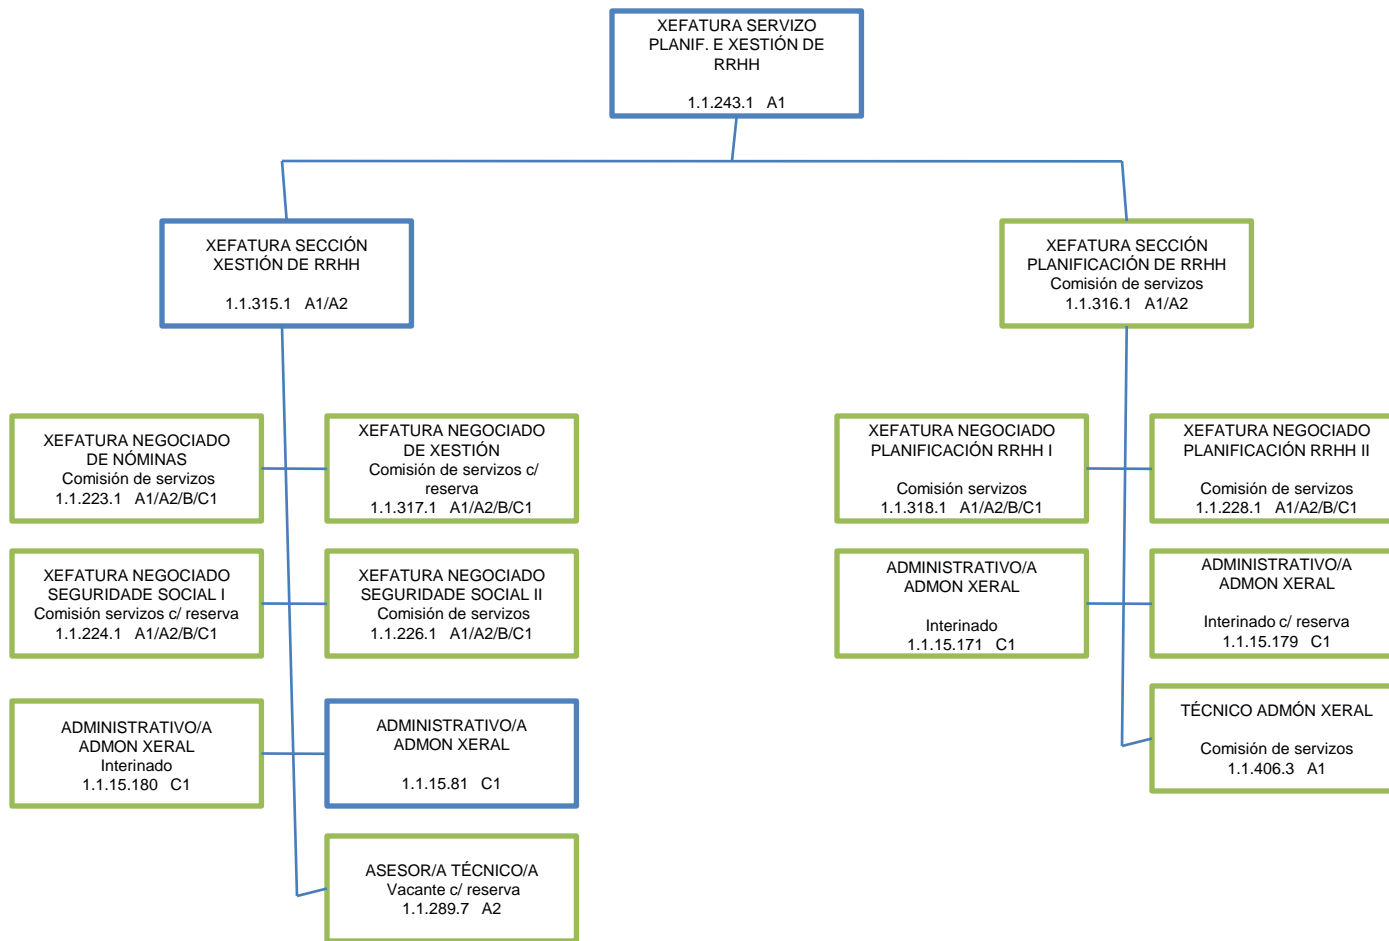 XEFATURA SERVIZO
PLANIF. E XESTIÓN DE
RRHH
1.1.243.1 A1
XEFATURA SECCIÓN
XESTIÓN DE RRHH
1.1.315.1 A1/A2
XEFATURA SECCIÓN
PLANIFICACIÓN DE RRHH
Comisión de servizos
1.1.316.1 A1/A2
XEFATURA NEGOCIADO
DE NÓMINAS
Comisión de servizos
1.1.223.1 A1/A2/B/C1
XEFATURA NEGOCIADO
DE XESTIÓN
Comisión de servizos c/
reserva
1.1.317.1 A1/A2/B/C1
XEFATURA NEGOCIADO
PLANIFICACIÓN RRHH I
Comisión servizos
1.1.318.1 A1/A2/B/C1
XEFATURA NEGOCIADO
PLANIFICACIÓN RRHH II
Comisión de servizos
1.1.228.1 A1/A2/B/C1
XEFATURA NEGOCIADO
SEGURIDADE SOCIAL I
Comisión servizos c/ reserva
1.1.224.1 A1/A2/B/C1
XEFATURA NEGOCIADO
SEGURIDADE SOCIAL II
Comisión de servizos
1.1.226.1 A1/A2/B/C1
ADMINISTRATIVO/A
ADMON XERAL
Interinado
1.1.15.171 C1
ADMINISTRATIVO/A
ADMON XERAL
Interinado c/ reserva
1.1.15.179 C1
ADMINISTRATIVO/A
ADMON XERAL
Interinado
1.1.15.180 C1
ADMINISTRATIVO/A
ADMON XERAL
1.1.15.81 C1
TÉCNICO ADMÓN XERAL
Comisión de servizos
1.1.406.3 A1
ASESOR/A TÉCNICO/A
Vacante c/ reserva
1.1.289.7 A2